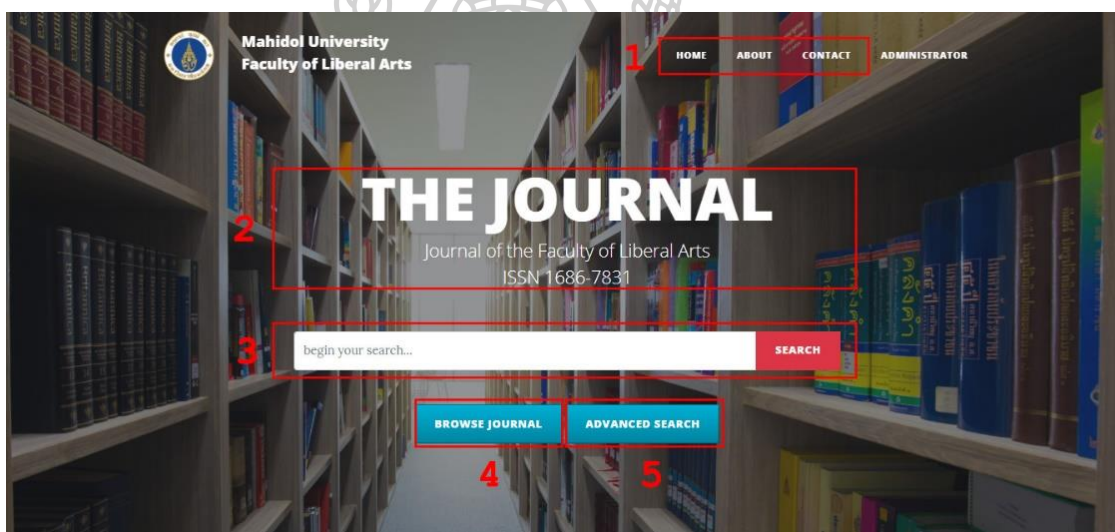 Mahidol University
Faculty of Liberal Arts
1
HOME ABOUT CONTACT ADMINISTRATOR
2
THE JOURNAL
Journal of the Faculty of Liberal Arts
ISSN 1686-7831
3
begin your search...
SEARCH
BROWSE JOURNAL
ADVANCED SEARCH
4
5